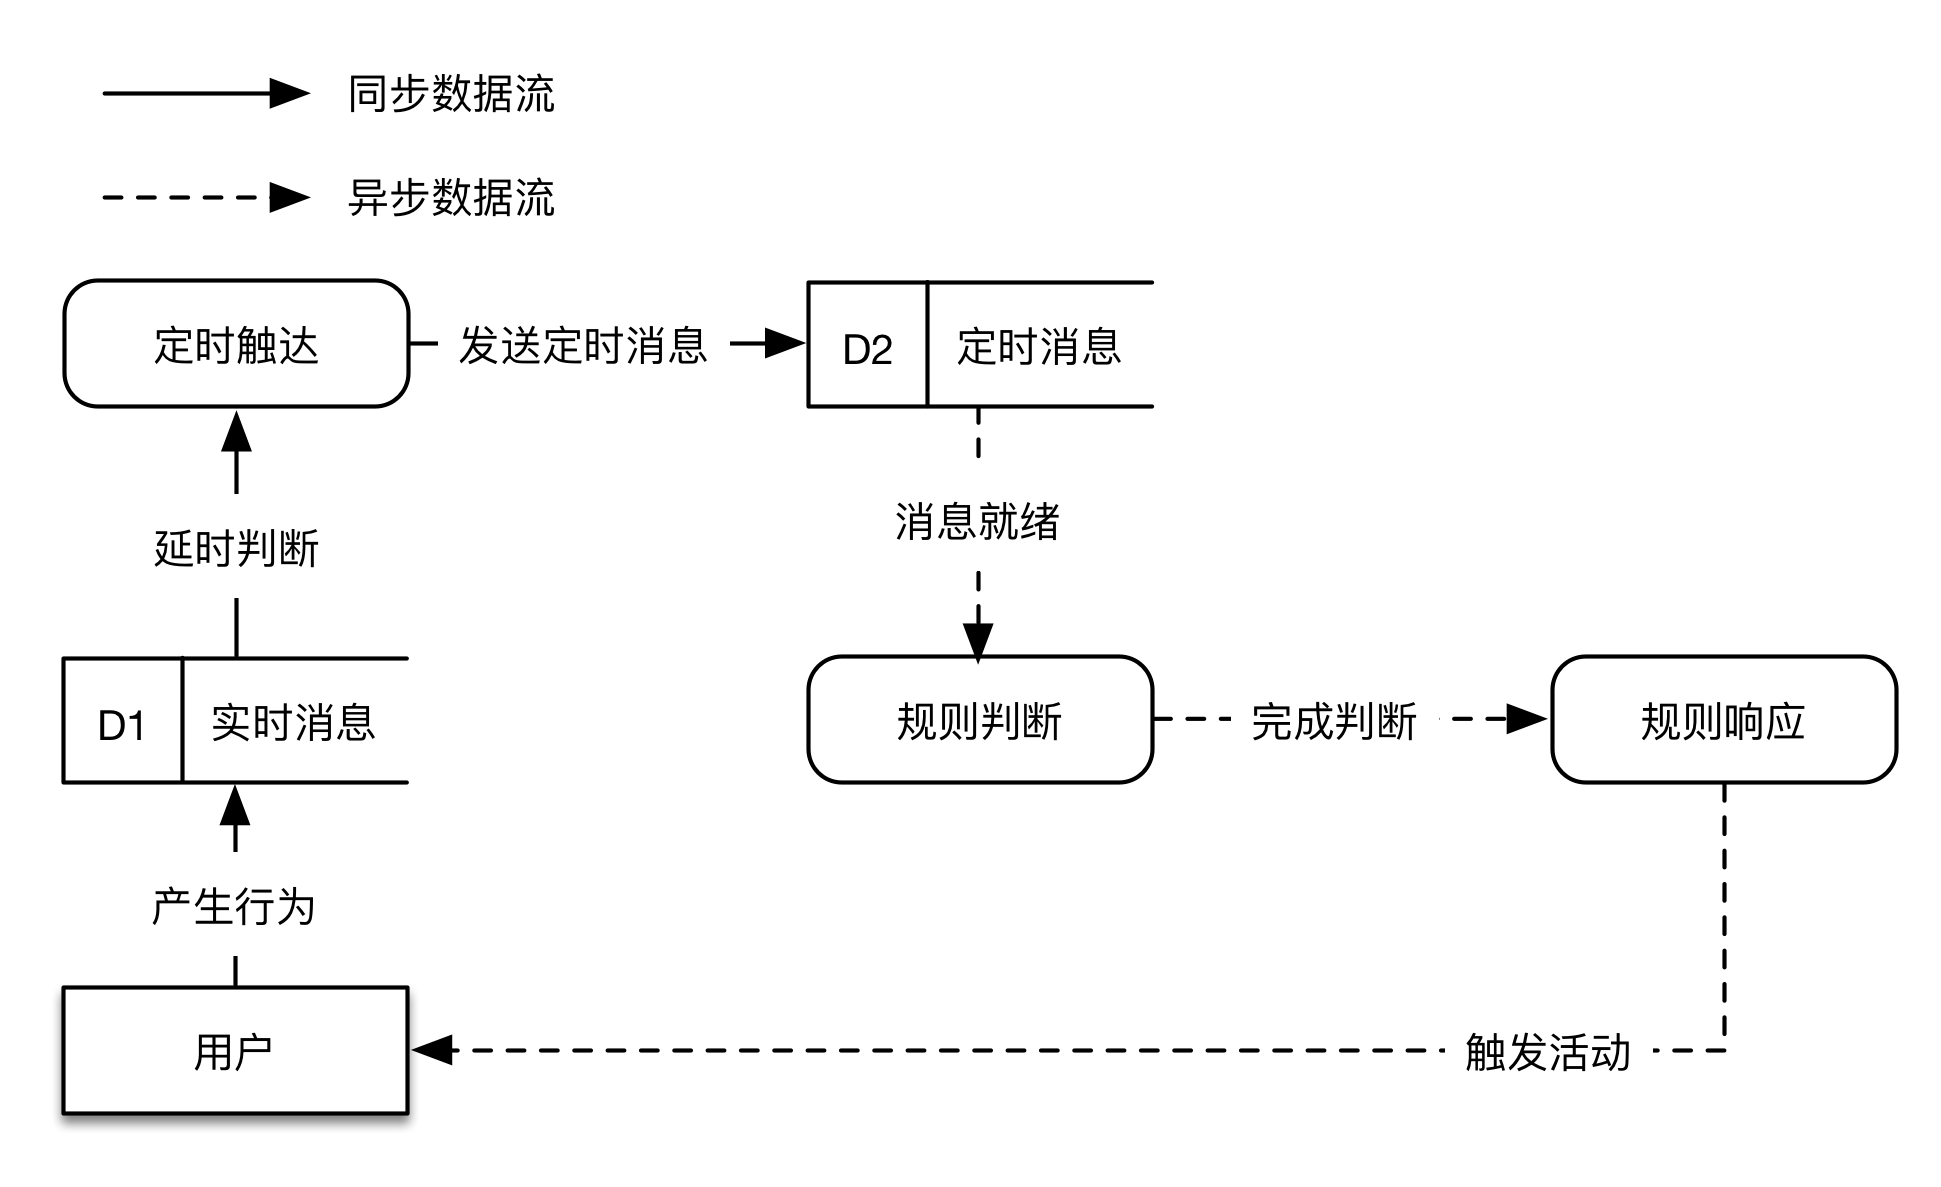 同步数据流
异步数据流
定时触达
发送定时消息
D2
定时消息
消息就绪
延时判断
D1
实时消息
规则判断
完成判断
规则响应
产生行为
用户
触发活动